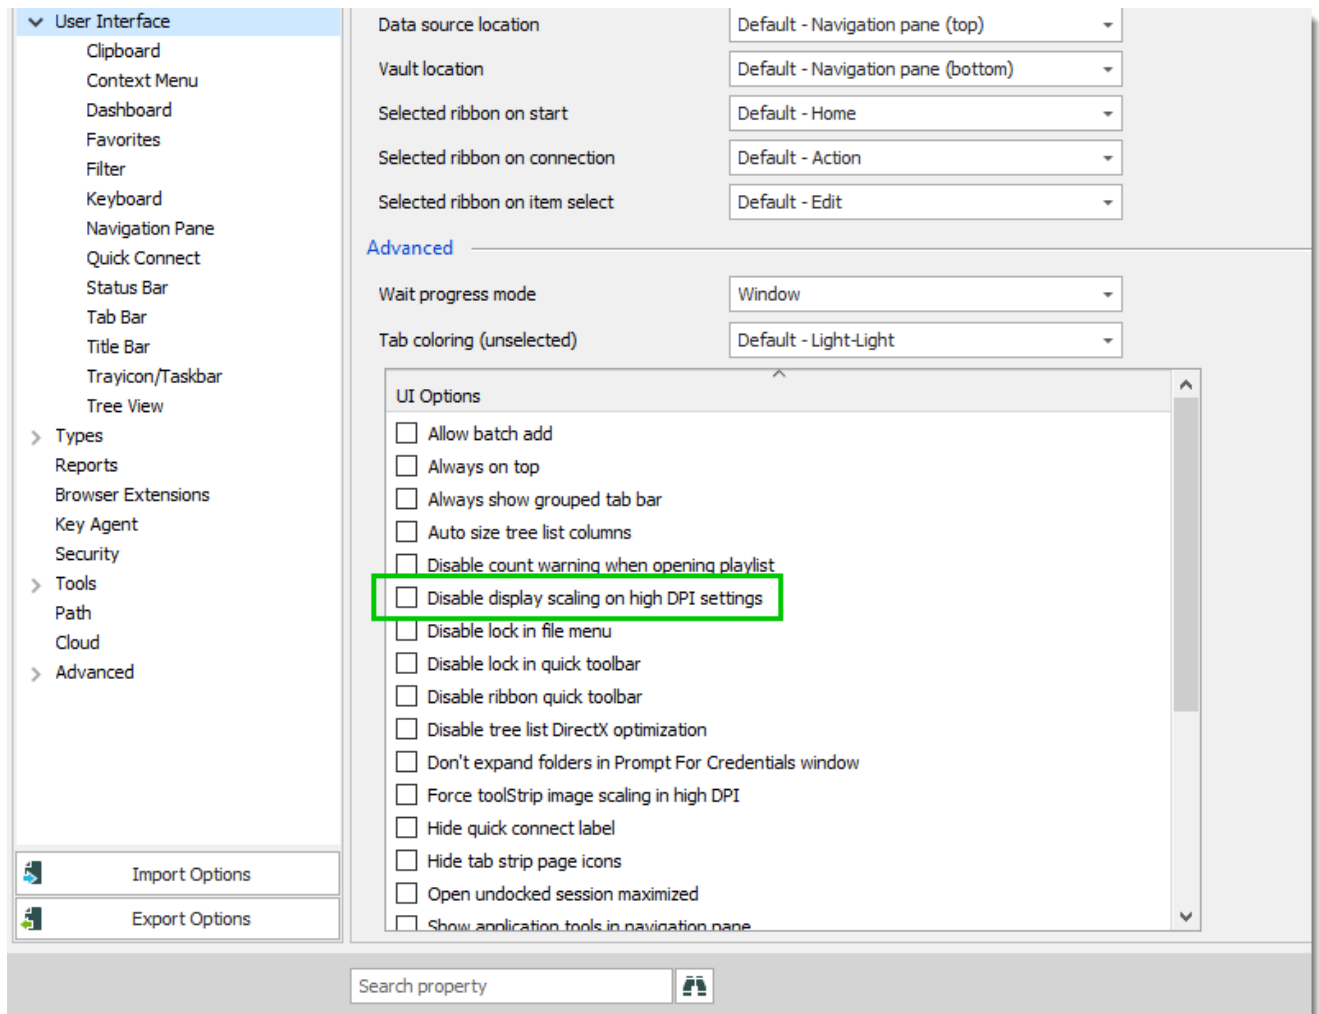 User Interface
Clipboard
Context Menu
Dashboard
Favorites
Filter
Keyboard
Navigation Pane
Quick Connect
Status Bar
Tab Bar
Title Bar
Trayicon/Taskbar
Tree View
Types
Reports
Browser Extensions
Key Agent
Security
Tools
Path
Cloud
Advanced
Import Options
Export Options
Data source location Default - Navigation pane (top)
Vault location Default - Navigation pane (bottom)
Selected ribbon on start Default - Home
Selected ribbon on connection Default - Action
Selected ribbon on item select Default - Edit
Advanced
Wait progress mode Window
Tab coloring (unselected) Default - Light-Light
UI Options
Allow batch add
Always on top
Always show grouped tab bar
Auto size tree list columns
Disable count warning when opening playlist
Disable display scaling on high DPI settings
Disable lock in file menu
Disable lock in quick toolbar
Disable ribbon quick toolbar
Disable tree list DirectX optimization
Don't expand folders in Prompt For Credentials window
Force toolStrip image scaling in high DPI
Hide quick connect label
Hide tab strip page icons
Open undocked session maximized
Show application tools in navigation pane
Search property